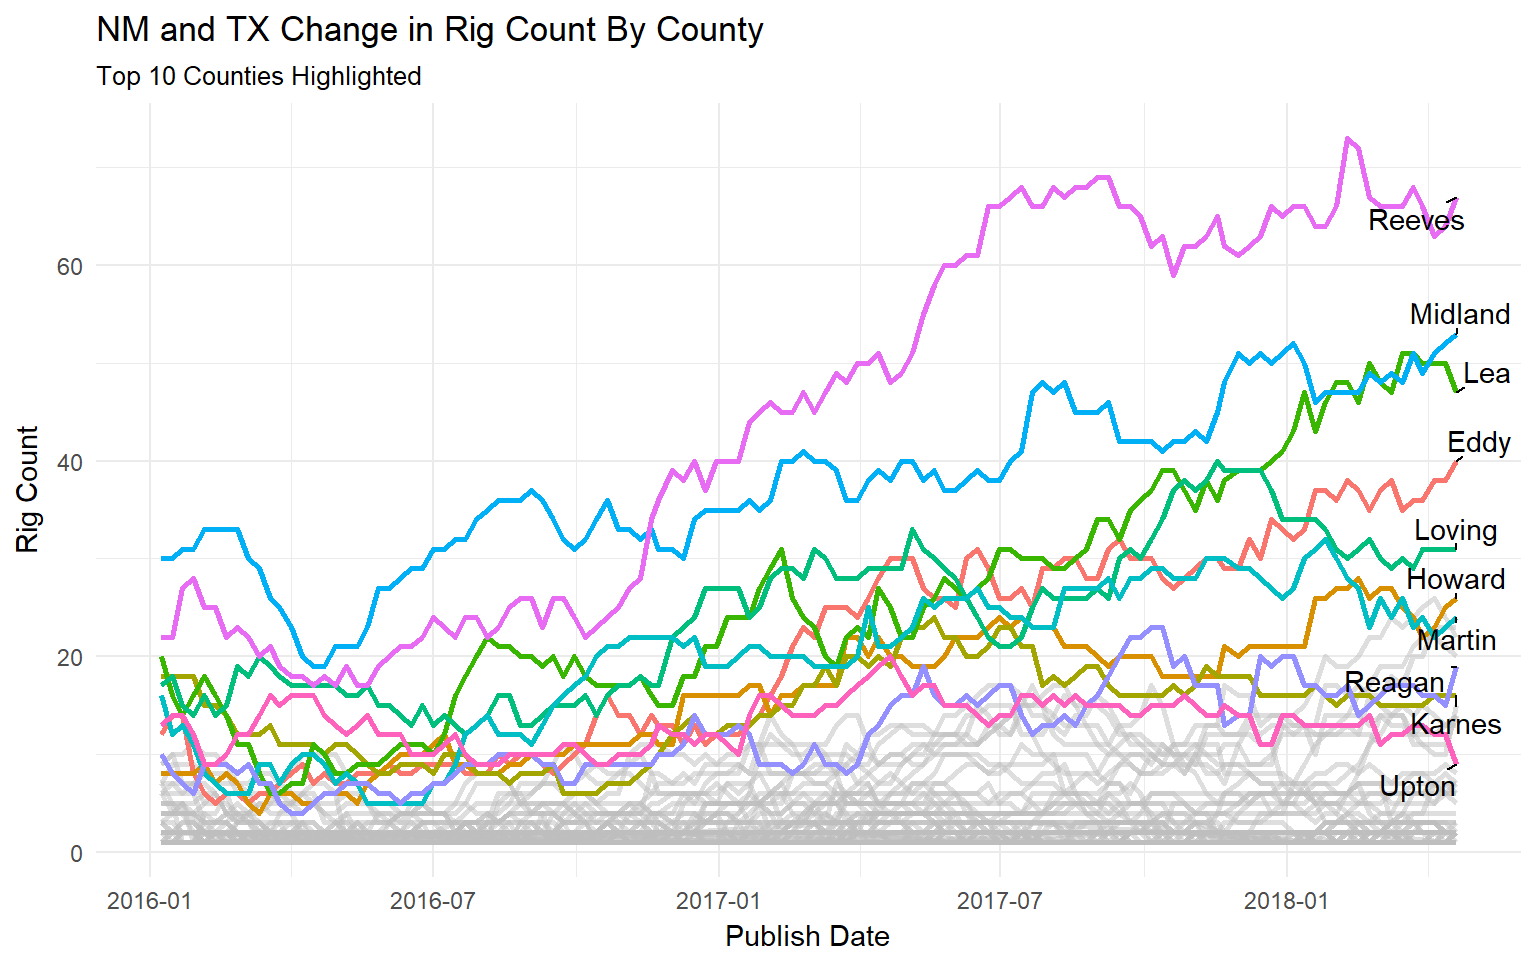 NM and TX Change in Rig Count By County
Top 10 Counties Highlighted
Rig Count
60
40
20
0
Reeves
Midland
Lea
Eddy
Loving
Howard
Martin
Reagan
Karnes
Upton
2016-01
2016-07
2017-01
2017-07
2018-01
Publish Date